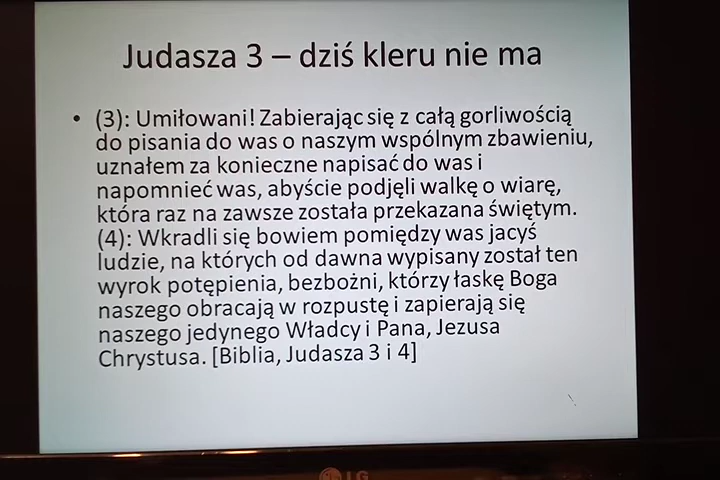 Judasza 3 – dziś kleru nie ma
• (3): Umiłowani! Zabierając się z całą gorliwością
do pisania do was o naszym wspólnym zbawieniu,
uznałem za konieczne napisać do was i
napomnieć was, abyście podjęli walkę o wiarę,
która raz na zawsze została przekazana świętym.
(4): Wkradli się bowiem pomiędzy was jacyś
ludzie, na których od dawna wypisany został ten
wyrok potępienia, bezbożni, którzy łaskę Boga
naszego obracają w rozpustę i zapierają się
naszego jedynego Władcy i Pana, Jezusa
Chrystusa. [Biblia, Judasza 3 i 4]
LG